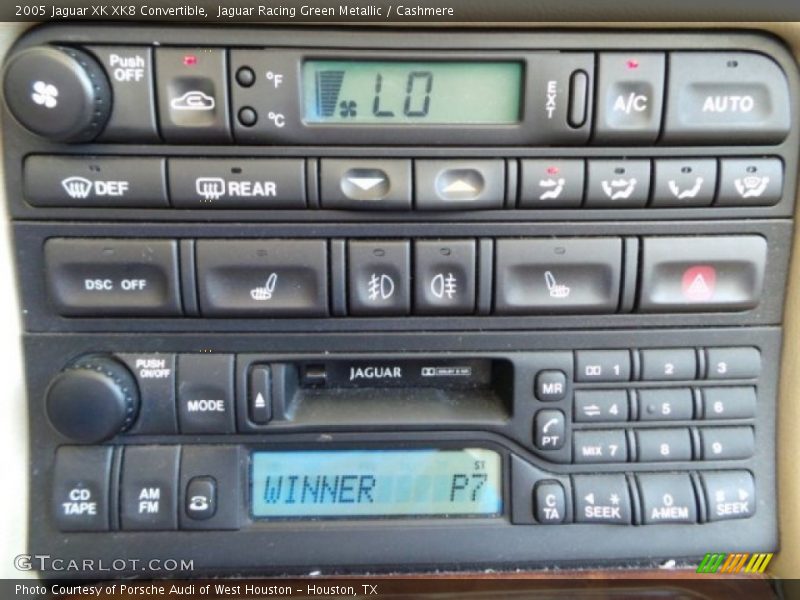 2005 Jaguar XK XK8 Convertible,  Jaguar Racing Green Metallic / Cashmere
Push OFF
°F
°C
LO
EXT
A/C
AUTO
DEF
REAR
DSC OFF
PUSH ON/OFF
MODE
JAGUAR
MR
1
2
3
PT
4
5
6
MIX 7
8
9
CD TAPE
AM FM
WINNER P7
ST
C TA
SEEK *
0 A-MEM
# SEEK
GTCARLOT.COM
Photo Courtesy of Porsche Audi of West Houston – Houston, TX